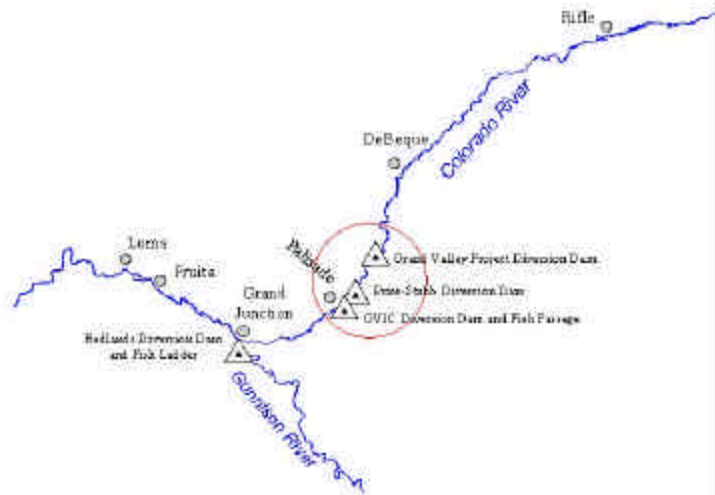 Rifle
Colorado River
DeBeque
Grand Valley Project Diversion Dam
Palisade
Price-Stubb Diversion Dam
GVIC Diversion Dam and Fish Passage
Loma
Fruita
Grand
Junction
Redlands Diversion Dam
and Fish Ladder
Gunnison River